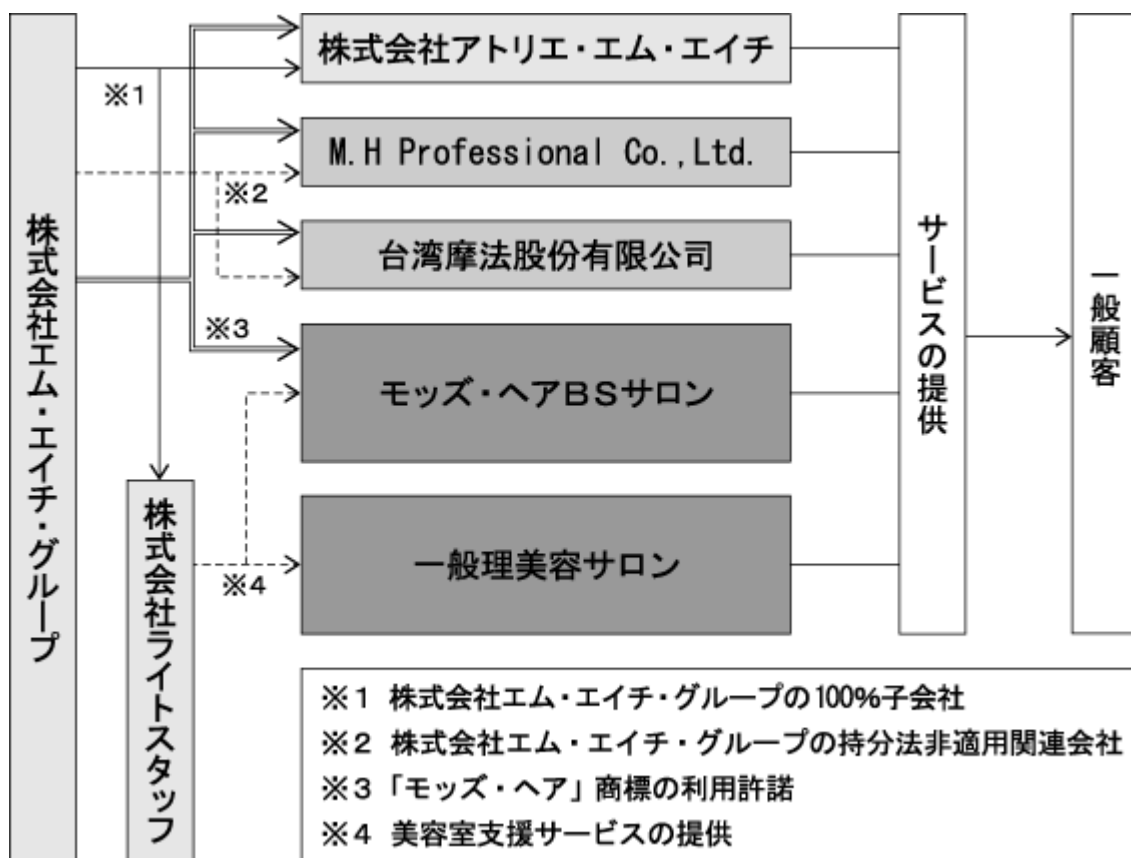 株式会社エム・エイチ・グループ
※1
株式会社アトリエ・エム・エイチ
M.H Professional Co.,Ltd.
※2
台湾摩法股份有限公司
※3
モッズ・ヘアBSサロン
株式会社ライトスタッフ
※4
一般理美容サロン
サービスの提供
一般顧客
※1 株式会社エム・エイチ・グループの100%子会社
※2 株式会社エム・エイチ・グループの持分法非適用関連会社
※3 「モッズ・ヘア」商標の利用許諾
※4 美容室支援サービスの提供